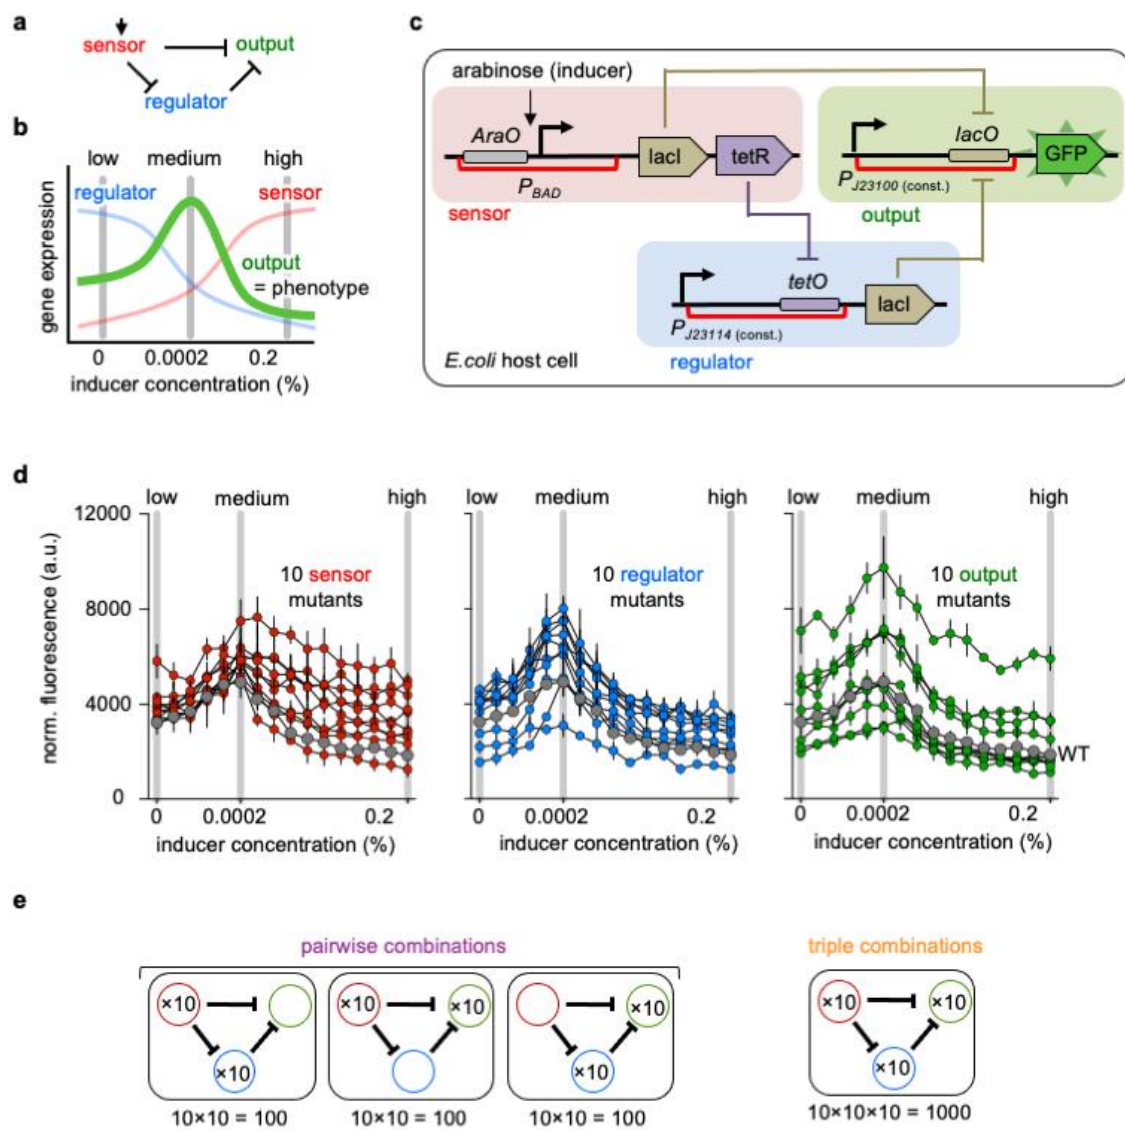 a
sensor
output
regulator
b
low medium high
regulator
sensor
output
= phenotype
gene expression
0 0.0002 0.2
inducer concentration (%)
c
arabinose (inducer)
AraO
lacI
tetR
PBAD
sensor
lacO
GFP
PJ23100 (const.)
output
tetO
lacI
PJ23114 (const.)
regulator
E.coli host cell
d
low medium high
10 sensor
mutants
low medium high
10 regulator
mutants
low medium high
10 output
mutants
12000
8000
4000
0
norm. fluorescence (a.u.)
WT
0 0.0002 0.2
inducer concentration (%)
0 0.0002 0.2
inducer concentration (%)
0 0.0002 0.2
inducer concentration (%)
e
pairwise combinations
triple combinations
×10
×10
10×10 = 100
×10 ×10
10×10 = 100
×10
×10
10×10 = 100
×10 ×10
×10
10×10×10 = 1000